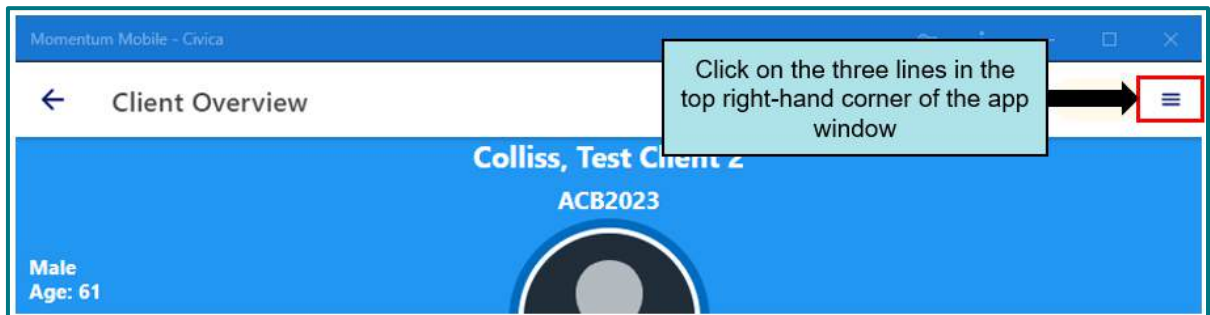 Momentum Mobile - Civica
Click on the three lines in the
top right-hand corner of the app
window
Client Overview
Colliss, Test Client 2
ACB2023
Male
Age: 61